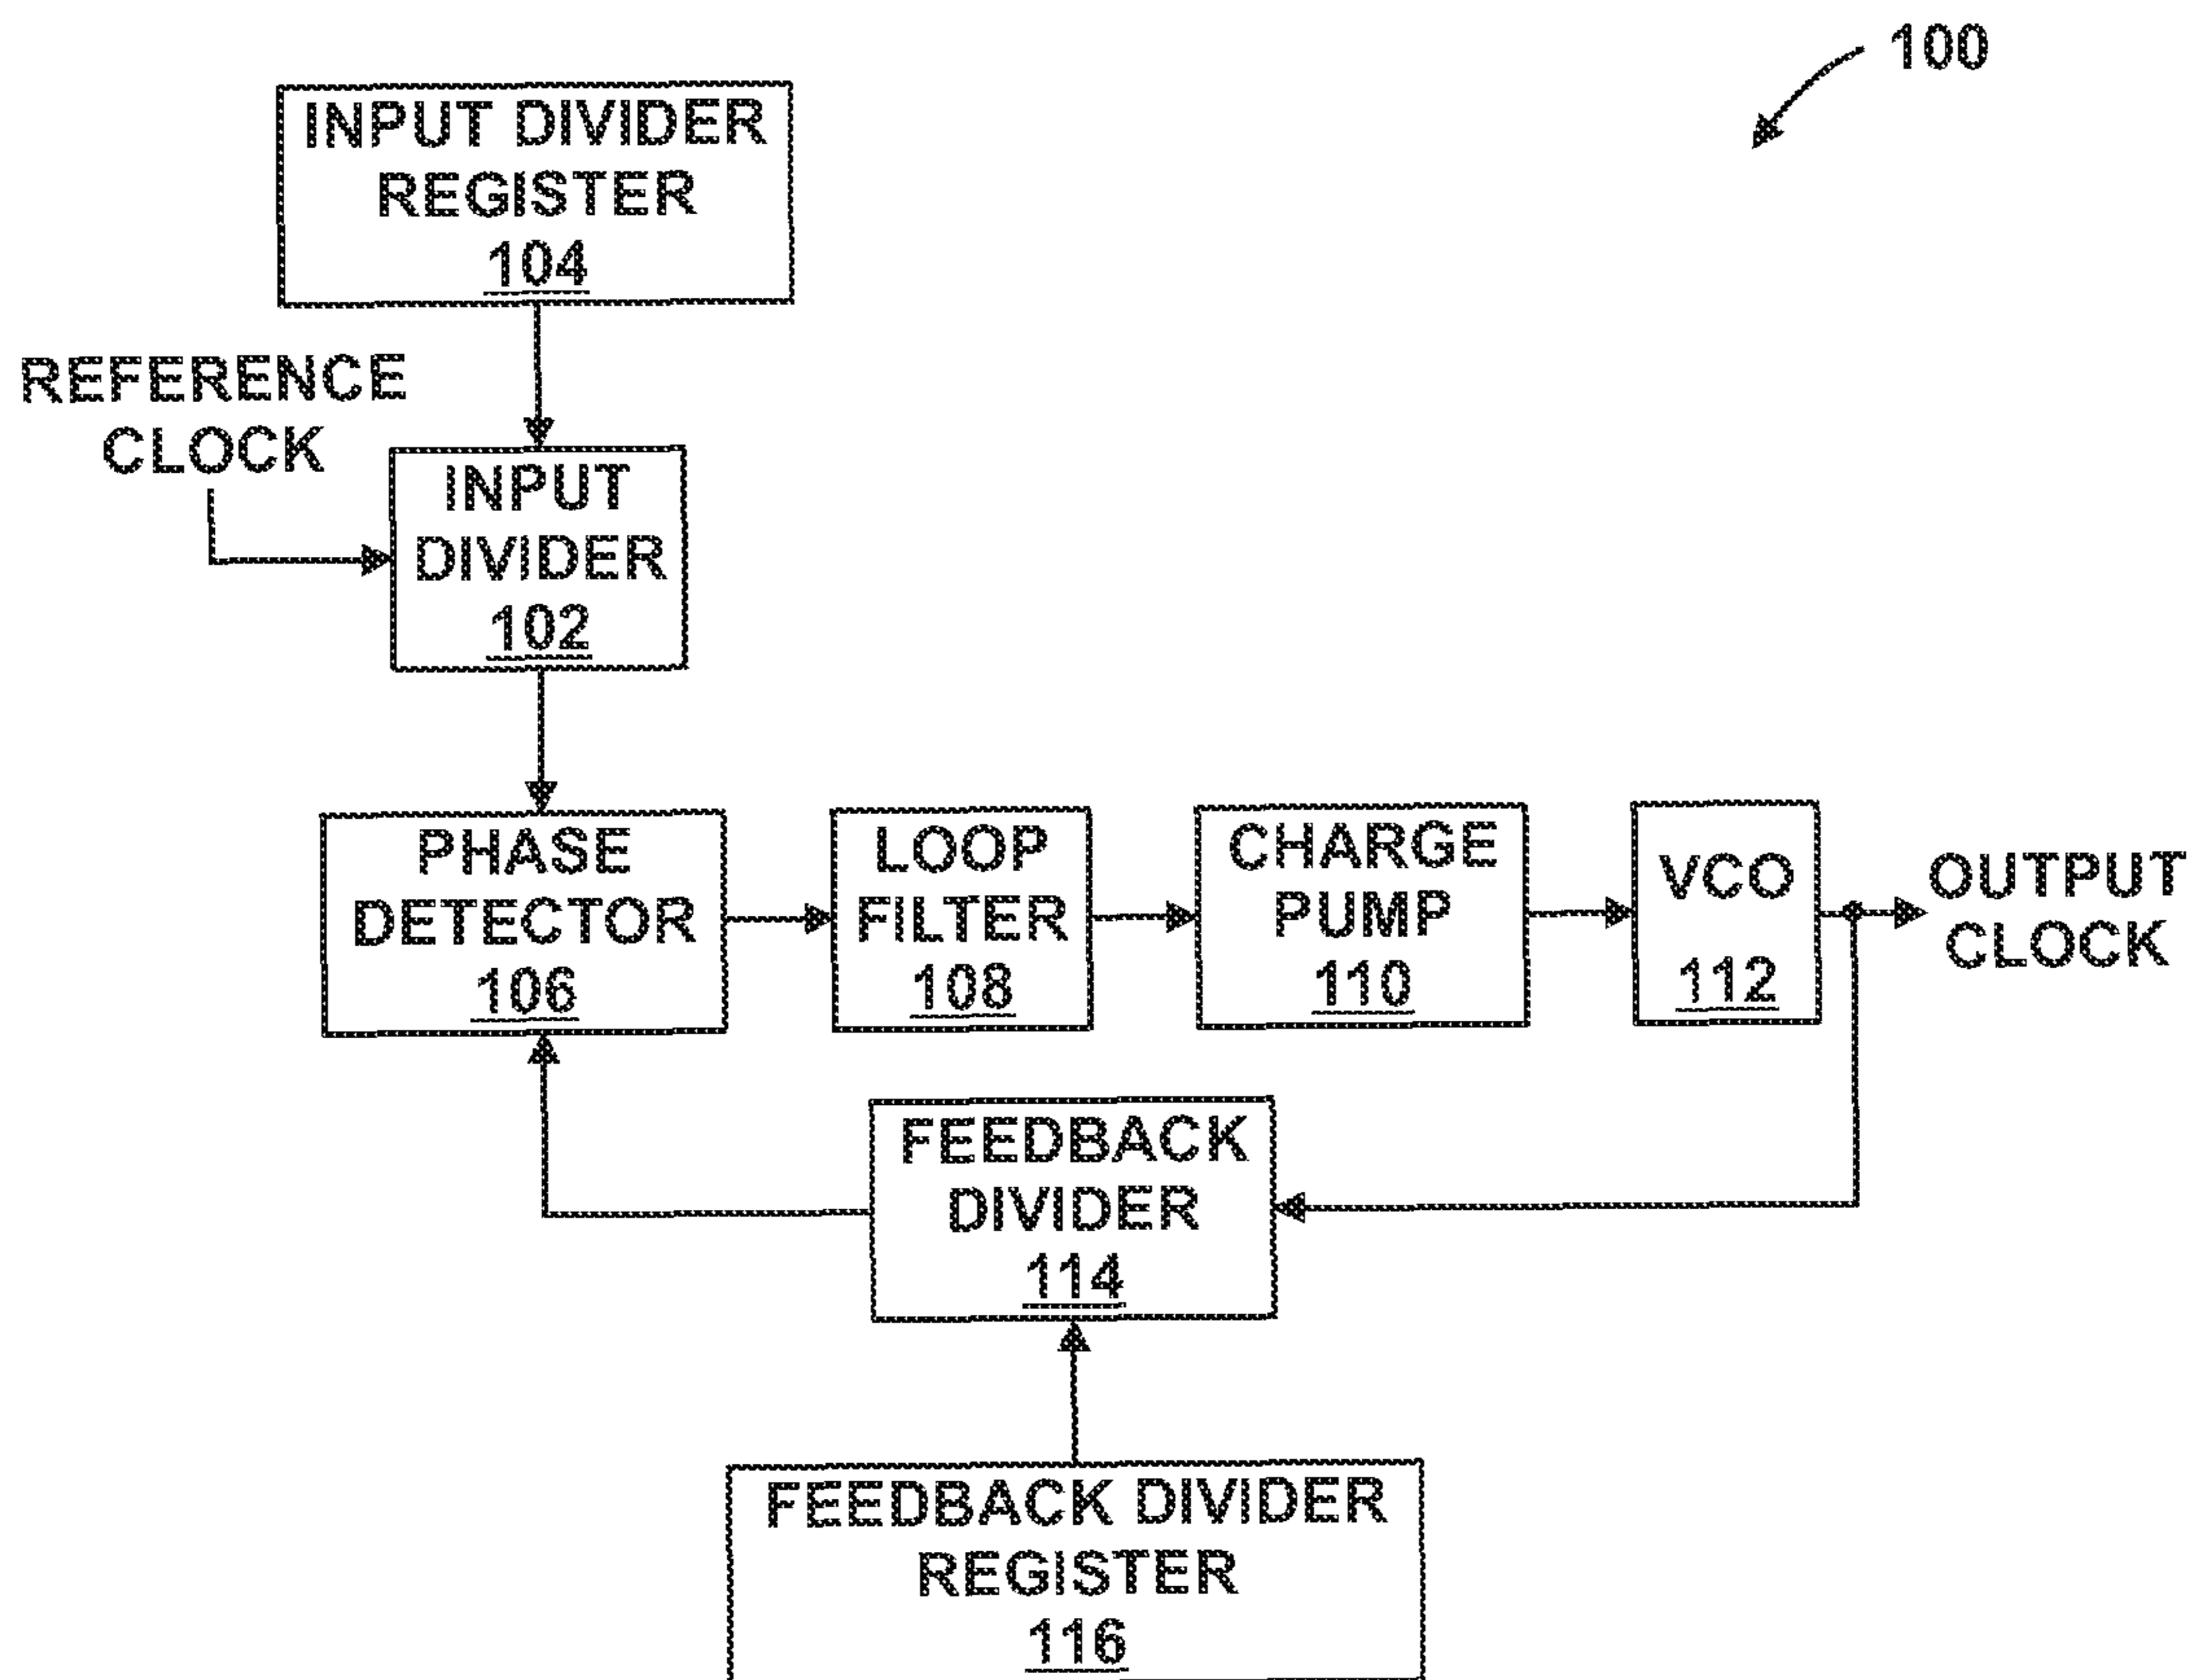 100
INPUT DIVIDER
REGISTER
104
REFERENCE
CLOCK
INPUT
DIVIDER
102
PHASE
DETECTOR
106
LOOP
FILTER
108
CHARGE
PUMP
110
VCO
112
OUTPUT
CLOCK
FEEDBACK
DIVIDER
114
FEEDBACK DIVIDER
REGISTER
116